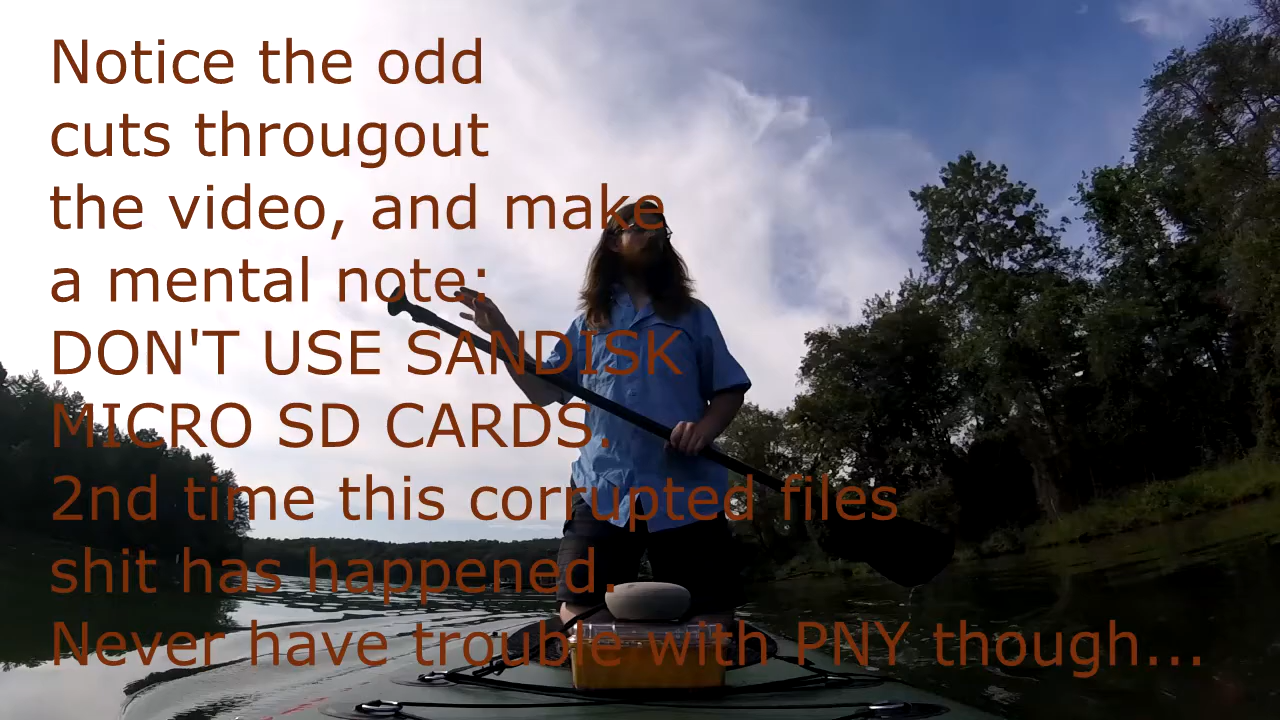 Notice the odd
cuts througout
the video, and make
a mental note:
DON'T USE SANDISK
MICRO SD CARDS.
2nd time this corrupted files
shit has happened.
Never have trouble with PNY though...